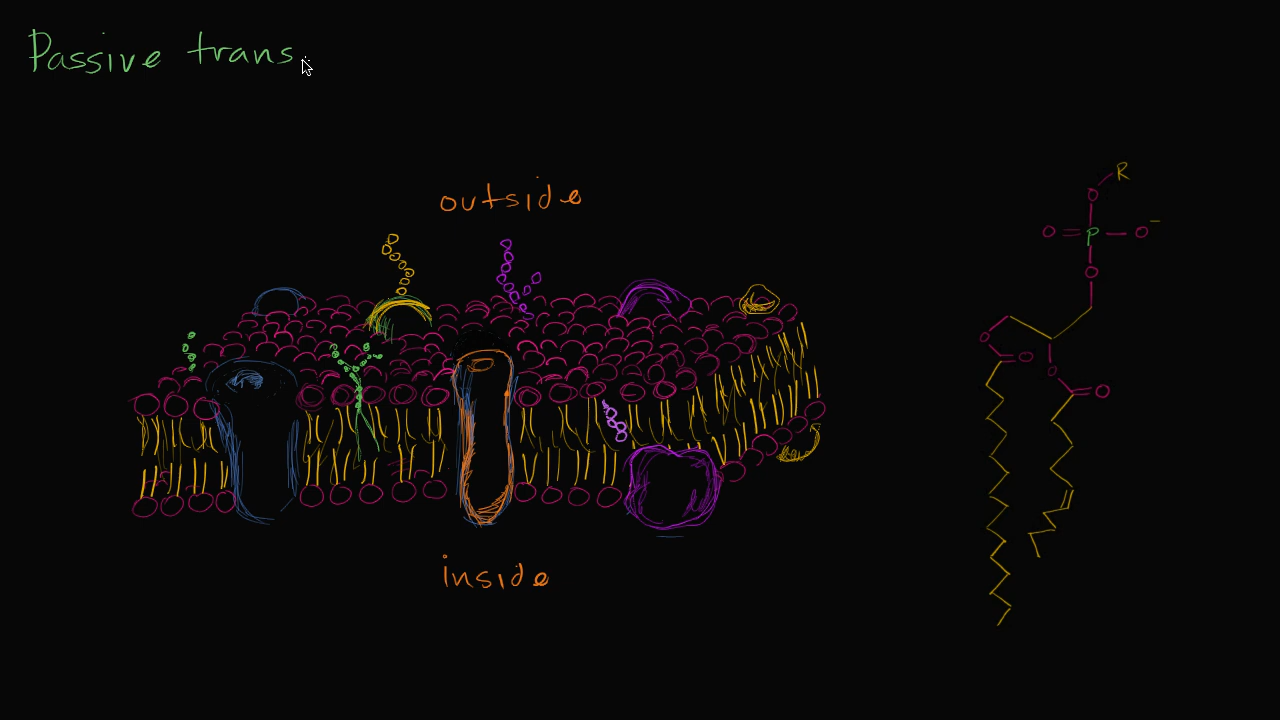 Passive trans
outside
R
O
O = P - O⁻
O
O
O
O
O
inside